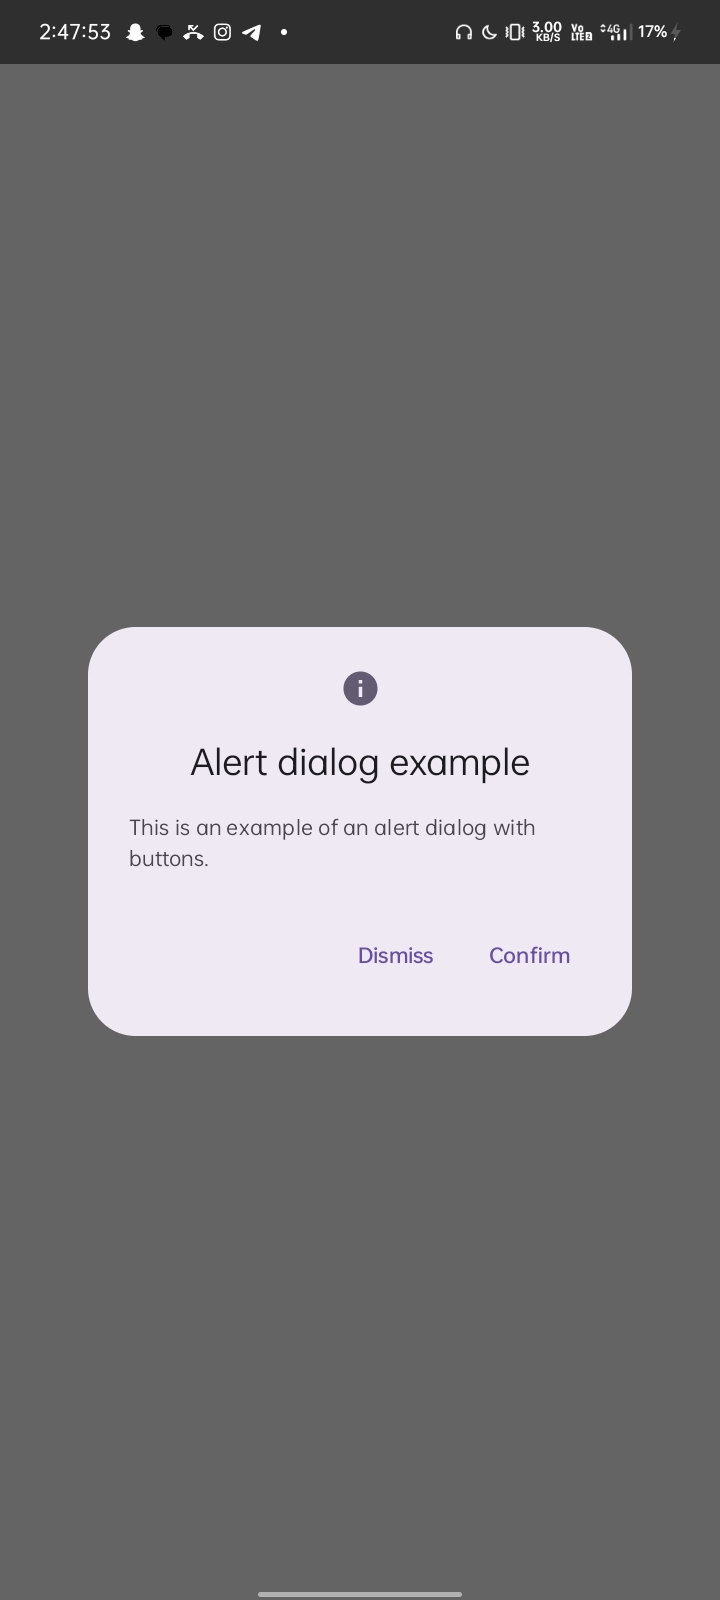 2:47:53 3.00 KB/S Vo LTE 2 4G 17%
Alert dialog example
This is an example of an alert dialog with
buttons.
Dismiss Confirm